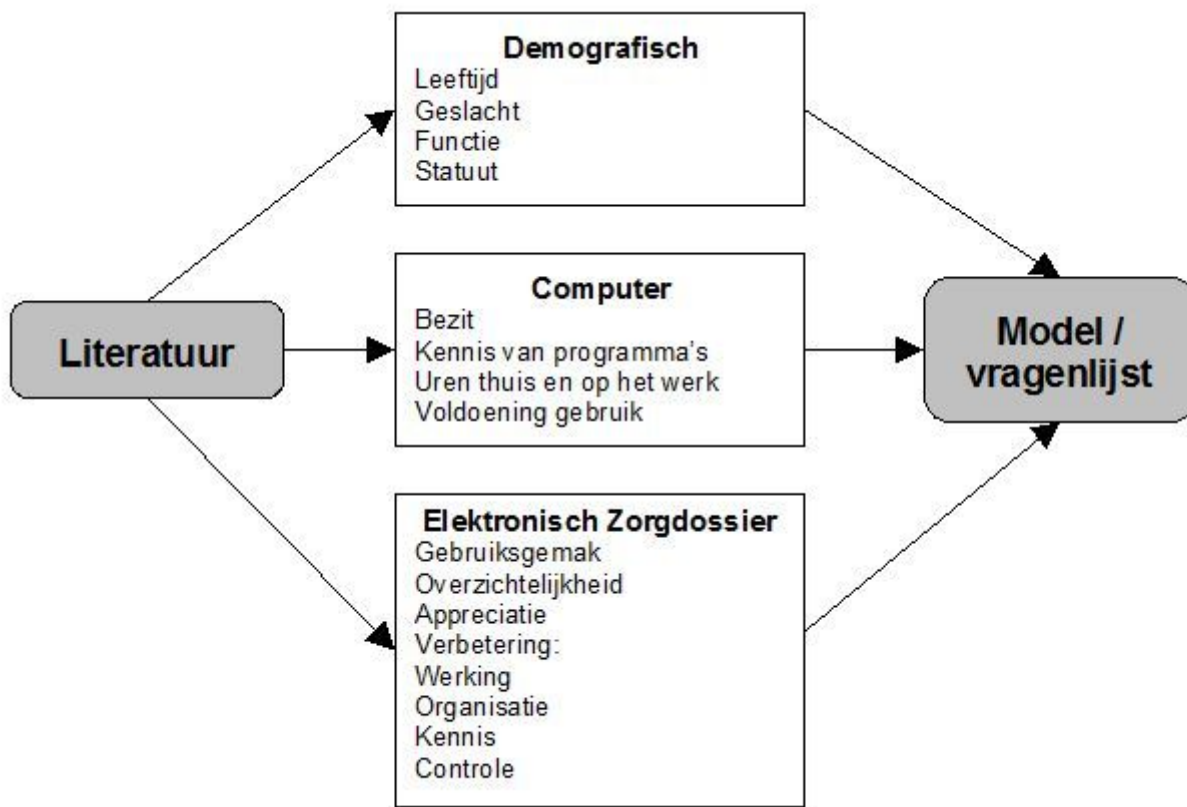 Demografisch
Leeftijd
Geslacht
Functie
Statuut
Literatuur
Computer
Bezit
Kennis van programma's
Uren thuis en op het werk
Voldoening gebruik
Model /
vragenlijst
Elektronisch Zorgdossier
Gebruiksgemak
Overzichtelijkheid
Appreciatie
Verbetering:
Werking
Organisatie
Kennis
Controle